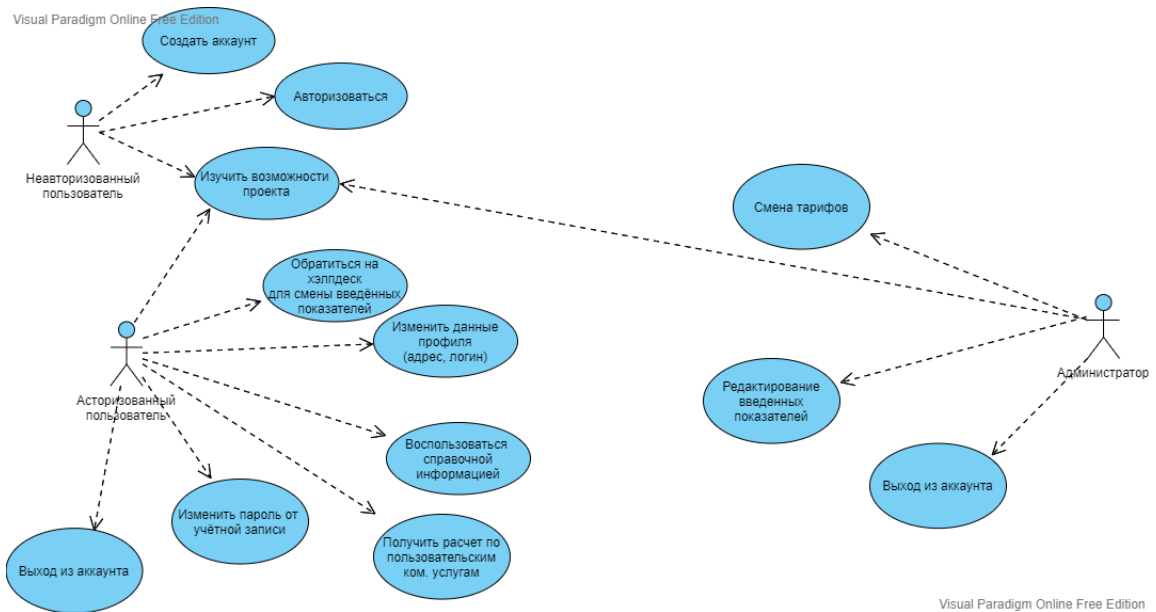 Visual Paradigm Online Free Edition
Создать аккаунт
Авторизоваться
Неавторизованный
пользователь
Изучить возможности
проекта
Смена тарифов
Обратиться на
хэлпдеск
для смены введённых
показателей
Изменить данные
профиля
(адрес, логин)
Асторизованный
пользователь
Администратор
Редактирование
введенных
показателей
Воспользоваться
справочной
информацией
Выход из аккаунта
Изменить пароль от
учётной записи
Получить расчет по
пользовательским
ком. услугам
Выход из аккаунта
Visual Paradigm Online Free Edition